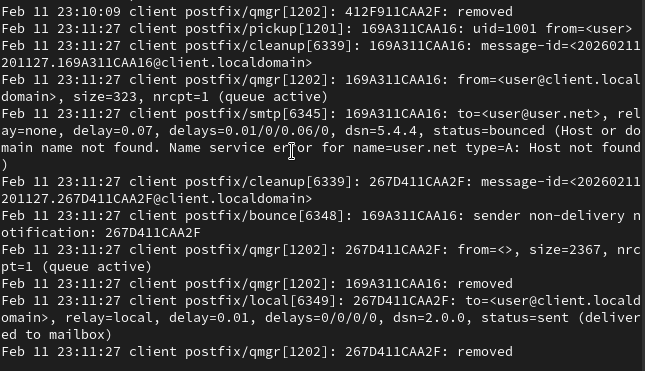 Feb 11 23:10:09 client postfix/qmgr[1202]: 412F911CAA2F: removed
Feb 11 23:11:27 client postfix/pickup[1201]: 169A311CAA16: uid=1001 from=<user>
Feb 11 23:11:27 client postfix/cleanup[6339]: 169A311CAA16: message-id=<20260211
201127.169A311CAA16@client.localdomain>
Feb 11 23:11:27 client postfix/qmgr[1202]: 169A311CAA16: from=<user@client.local
domain>, size=323, nrcpt=1 (queue active)
Feb 11 23:11:27 client postfix/smtp[6345]: 169A311CAA16: to=<user@user.net>, rel
ay=none, delay=0.07, delays=0.01/0/0.06/0, dsn=5.4.4, status=bounced (Host or do
main name not found. Name service error for name=user.net type=A: Host not found
)
Feb 11 23:11:27 client postfix/cleanup[6339]: 267D411CAA2F: message-id=<20260211
201127.267D411CAA2F@client.localdomain>
Feb 11 23:11:27 client postfix/bounce[6348]: 169A311CAA16: sender non-delivery n
otification: 267D411CAA2F
Feb 11 23:11:27 client postfix/qmgr[1202]: 267D411CAA2F: from=<>, size=2367, nrc
pt=1 (queue active)
Feb 11 23:11:27 client postfix/qmgr[1202]: 169A311CAA16: removed
Feb 11 23:11:27 client postfix/local[6349]: 267D411CAA2F: to=<user@client.locald
omain>, relay=local, delay=0.01, delays=0/0/0/0, dsn=2.0.0, status=sent (deliver
ed to mailbox)
Feb 11 23:11:27 client postfix/qmgr[1202]: 267D411CAA2F: removed